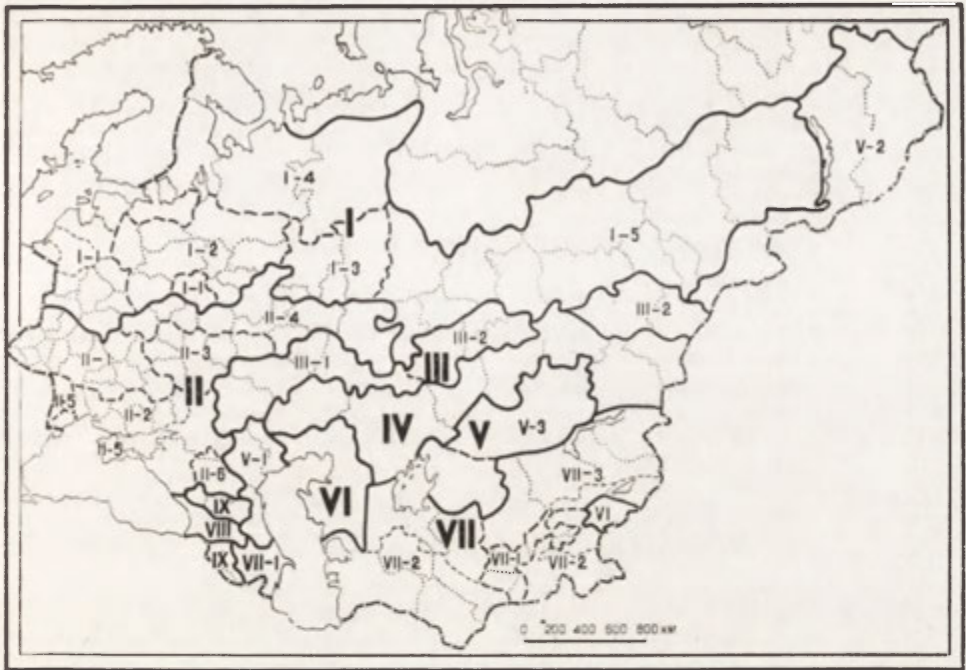 V-2
I-4
I
I-2
I-1
I-5
I-3
I-1
II-4
III-2
III-2
II-1
II-3
III-1
III
II
II-5
II-2
IV
V
V-3
II-5
V-1
II-6
VII-3
VI
IX
VI
VIII
VII
IX
VII-1
VII-2
VII-1
VII-2
0 200 400 600 800 км